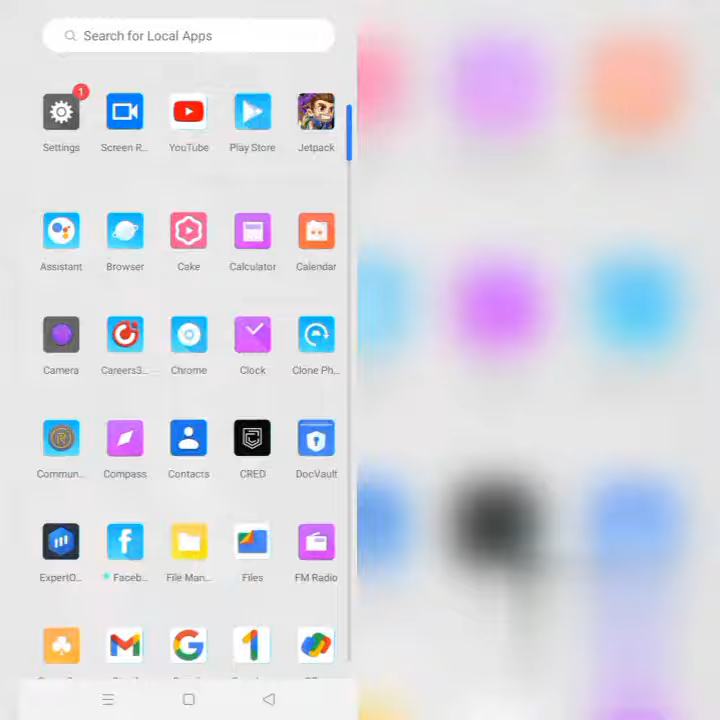 Search for Local Apps
1
Settings Screen R... YouTube Play Store Jetpack
Assistant Browser Cake Calculator Calendar
Camera Careers3... Chrome Clock Clone Ph...
Commun... Compass Contacts CRED DocVault
ExpertO... Faceb... File Man... Files FM Radio